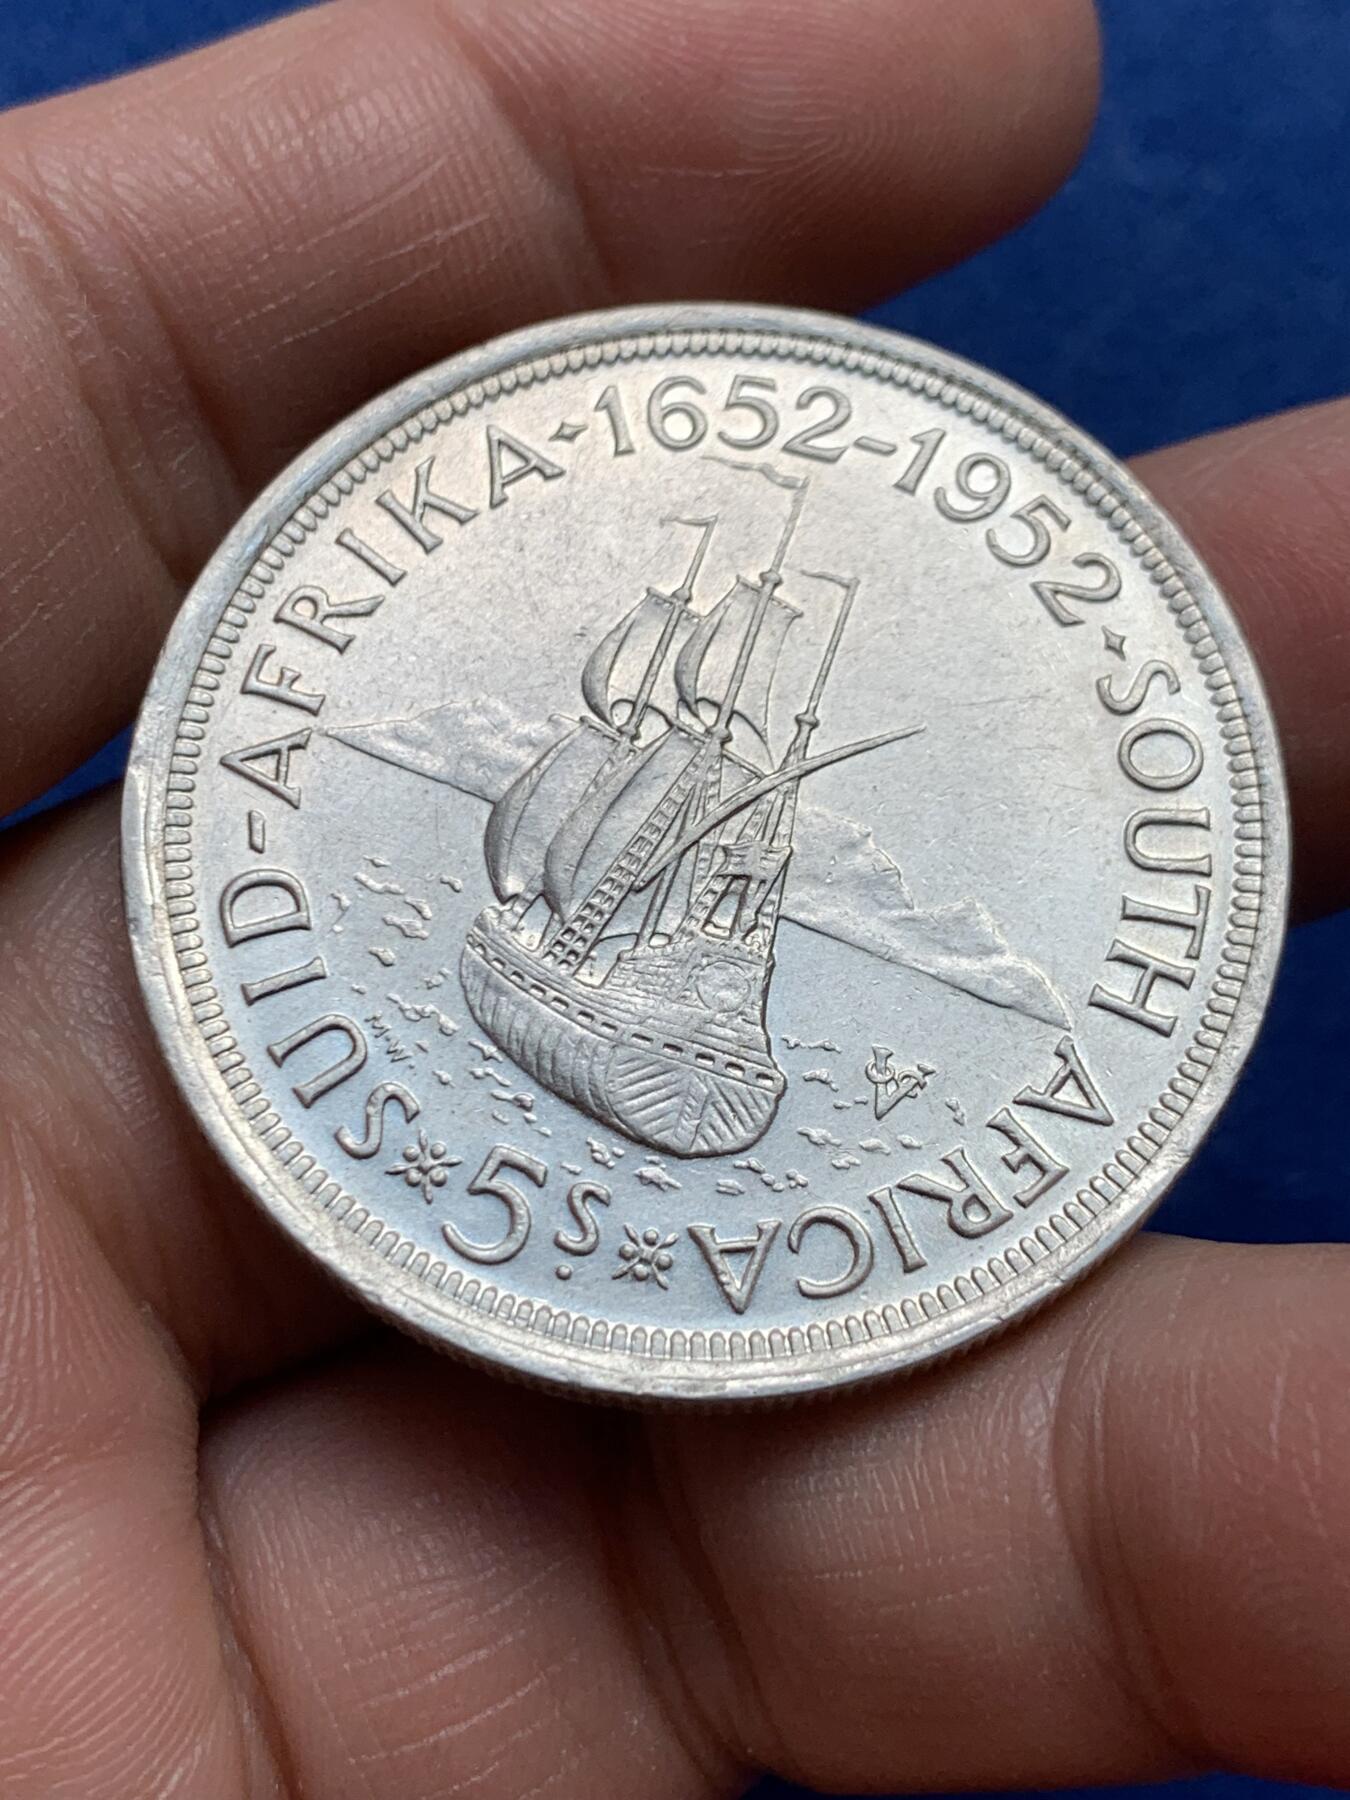 SUID-AFRIKA · 1652-1952 · SOUTH AFRICA
5s.
M·W·